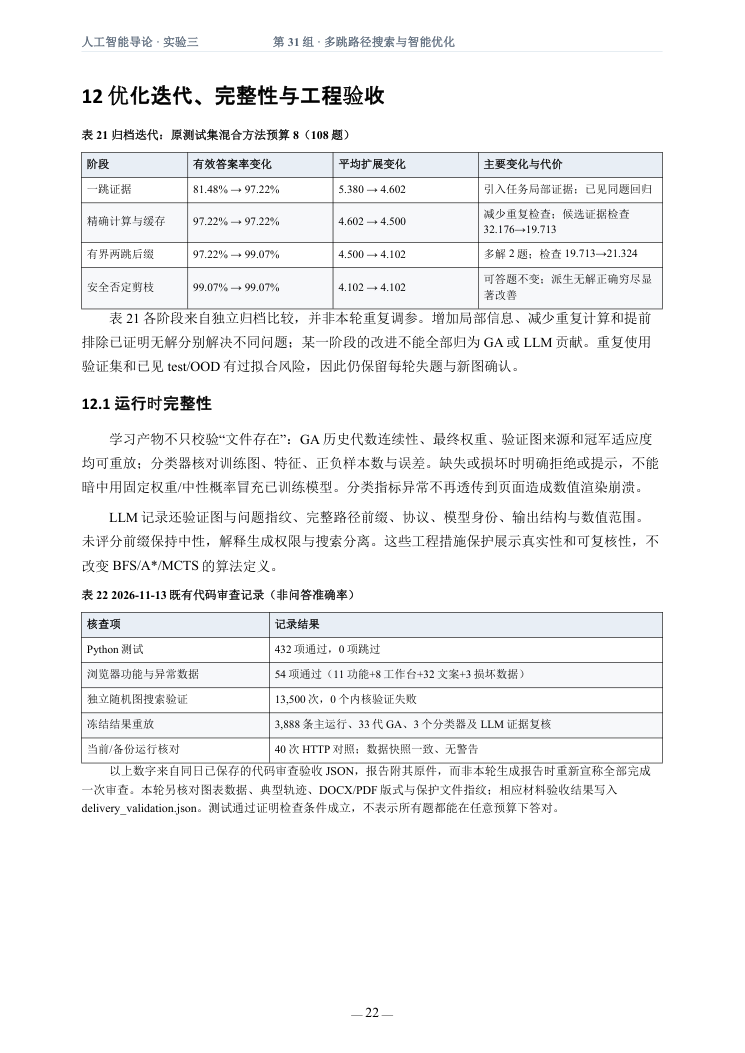 人工智能导论 · 实验三 第 31 组 · 多跳路径搜索与智能优化
12 优化迭代、完整性与工程验收
表 21 归档迭代：原测试集混合方法预算 8（108 题）
阶段 有效答案率变化 平均扩展变化 主要变化与代价
一跳证据 81.48% → 97.22% 5.380 → 4.602 引入任务局部证据；已见同题回归
精确计算与缓存 97.22% → 97.22% 4.602 → 4.500 减少重复检查；候选证据检查
32.176→19.713
有界两跳后缀 97.22% → 99.07% 4.500 → 4.102 多解 2 题；检查 19.713→21.324
安全否定剪枝 99.07% → 99.07% 4.102 → 4.102 可答题不变；派生无解正确穷尽显
著改善
表 21 各阶段来自独立归档比较，并非本轮重复调参。增加局部信息、减少重复计算和提前
排除已证明无解分别解决不同问题；某一阶段的改进不能全部归为 GA 或 LLM 贡献。重复使用
验证集和已见 test/OOD 有过拟合风险，因此仍保留每轮失题与新图确认。
12.1 运行时完整性
学习产物不只校验“文件存在”：GA 历史代数连续性、最终权重、验证图来源和冠军适应度
均可重放；分类器核对训练图、特征、正负样本数与误差。缺失或损坏时明确拒绝或提示，不能
暗中用固定权重/中性概率冒充已训练模型。分类指标异常不再透传到页面造成数值渲染崩溃。
LLM 记录还验证图与问题指纹、完整路径前缀、协议、模型身份、输出结构与数值范围。
未评分前缀保持中性，解释生成权限与搜索分离。这些工程措施保护展示真实性和可复核性，不
改变 BFS/A*/MCTS 的算法定义。
表 22 2026-11-13 既有代码审查记录（非问答准确率）
核查项 记录结果
Python 测试 432 项通过，0 项跳过
浏览器功能与异常数据 54 项通过（11 功能+8 工作台+32 文案+3 损坏数据）
独立随机图搜索验证 13,500 次，0 个内核验证失败
冻结结果重放 3,888 条主运行、33 代 GA、3 个分类器及 LLM 证据复核
当前/备份运行核对 40 次 HTTP 对照；数据快照一致、无警告
以上数字来自同日已保存的代码审查验收 JSON，报告附其原件，而非本轮生成报告时重新宣称全部完成
一次审查。本轮另核对图表数据、典型轨迹、DOCX/PDF 版式与保护文件指纹；相应材料验收结果写入
delivery_validation.json。测试通过证明检查条件成立，不表示所有题都能在任意预算下答对。
— 22 —